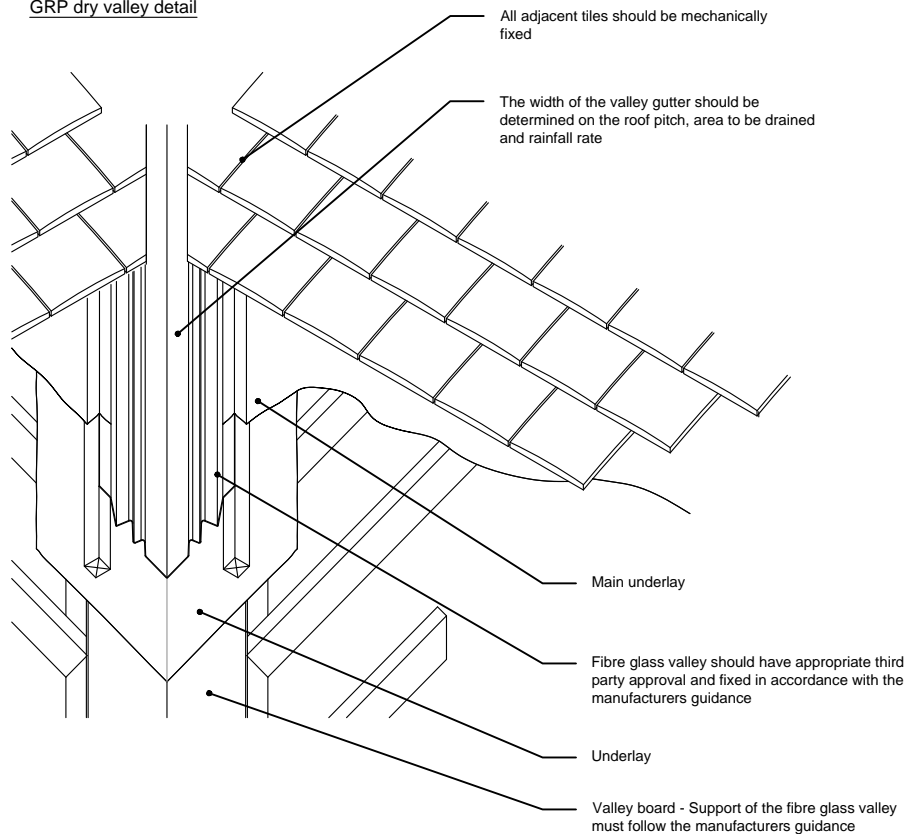 GRP dry valley detail
All adjacent tiles should be mechanically
fixed
The width of the valley gutter should be
determined on the roof pitch, area to be drained
and rainfall rate
Main underlay
Fibre glass valley should have appropriate third
party approval and fixed in accordance with the
manufacturers guidance
Underlay
Valley board - Support of the fibre glass valley
must follow the manufacturers guidance